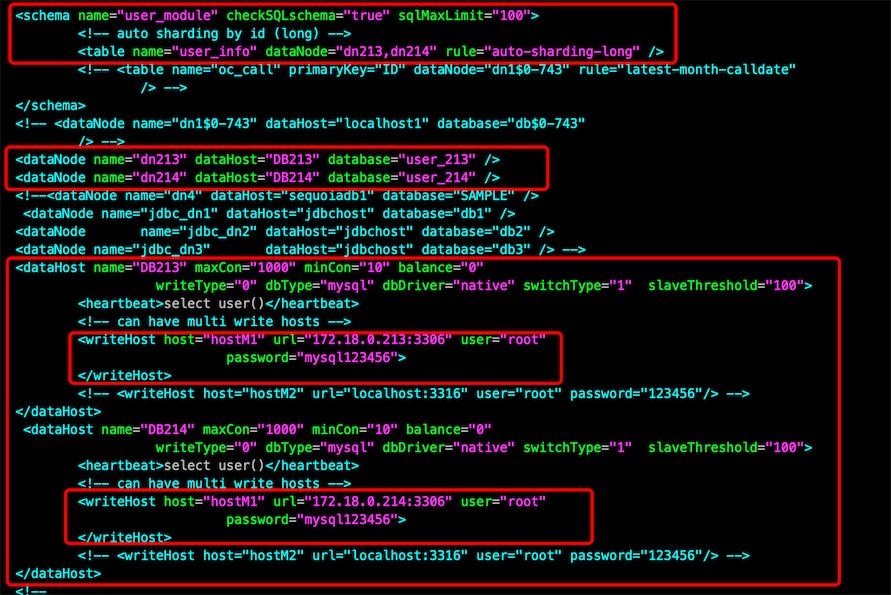 <schema name="user_module" checkSQLschema="true" sqlMaxLimit="100">
<!-- auto sharding by id (long) -->
<table name="user_info" dataNode="dn213,dn214" rule="auto-sharding-long" />
<!-- <table name="oc_call" primaryKey="ID" dataNode="dn1$0-743" rule="latest-month-calldate"
/> -->
</schema>
<!-- <dataNode name="dn1$0-743" dataHost="localhost1" database="db$0-743"
/> -->
<dataNode name="dn213" dataHost="DB213" database="user_213" />
<dataNode name="dn214" dataHost="DB214" database="user_214" />
<!--<dataNode name="dn4" dataHost="sequoiadb1" database="SAMPLE" />
<dataNode name="jdbc_dn1" dataHost="jdbchost" database="db1" />
<dataNode name="jdbc_dn2" dataHost="jdbchost" database="db2" />
<dataNode name="jdbc_dn3" dataHost="jdbchost" database="db3" /> -->
<dataHost name="DB213" maxCon="1000" minCon="10" balance="0"
writeType="0" dbType="mysql" dbDriver="native" switchType="1" slaveThreshold="100">
<heartbeat>select user()</heartbeat>
<!-- can have multi write hosts -->
<writeHost host="hostM1" url="172.18.0.213:3306" user="root"
password="mysql123456">
</writeHost>
<!-- <writeHost host="hostM2" url="localhost:3316" user="root" password="123456"/> -->
</dataHost>
<dataHost name="DB214" maxCon="1000" minCon="10" balance="0"
writeType="0" dbType="mysql" dbDriver="native" switchType="1" slaveThreshold="100">
<heartbeat>select user()</heartbeat>
<!-- can have multi write hosts -->
<writeHost host="hostM1" url="172.18.0.214:3306" user="root"
password="mysql123456">
</writeHost>
<!-- <writeHost host="hostM2" url="localhost:3316" user="root" password="123456"/> -->
</dataHost>
<!--